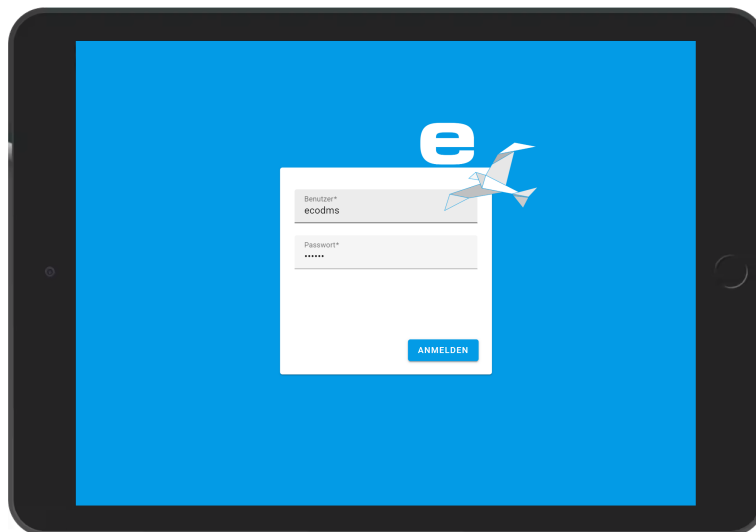 e
Benutzer*
ecodms
Passwort*
••••••
ANMELDEN